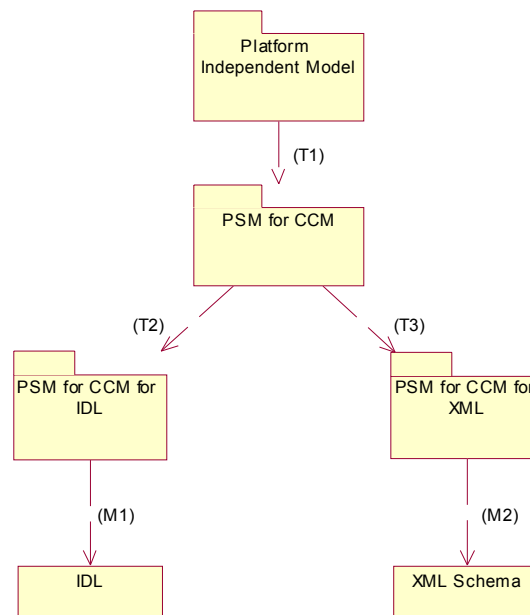 Platform
Independent Model
(T1)
PSM for CCM
(T2)
(T3)
PSM for CCM for
IDL
PSM for CCM for
XML
(M1)
(M2)
IDL
XML Schema